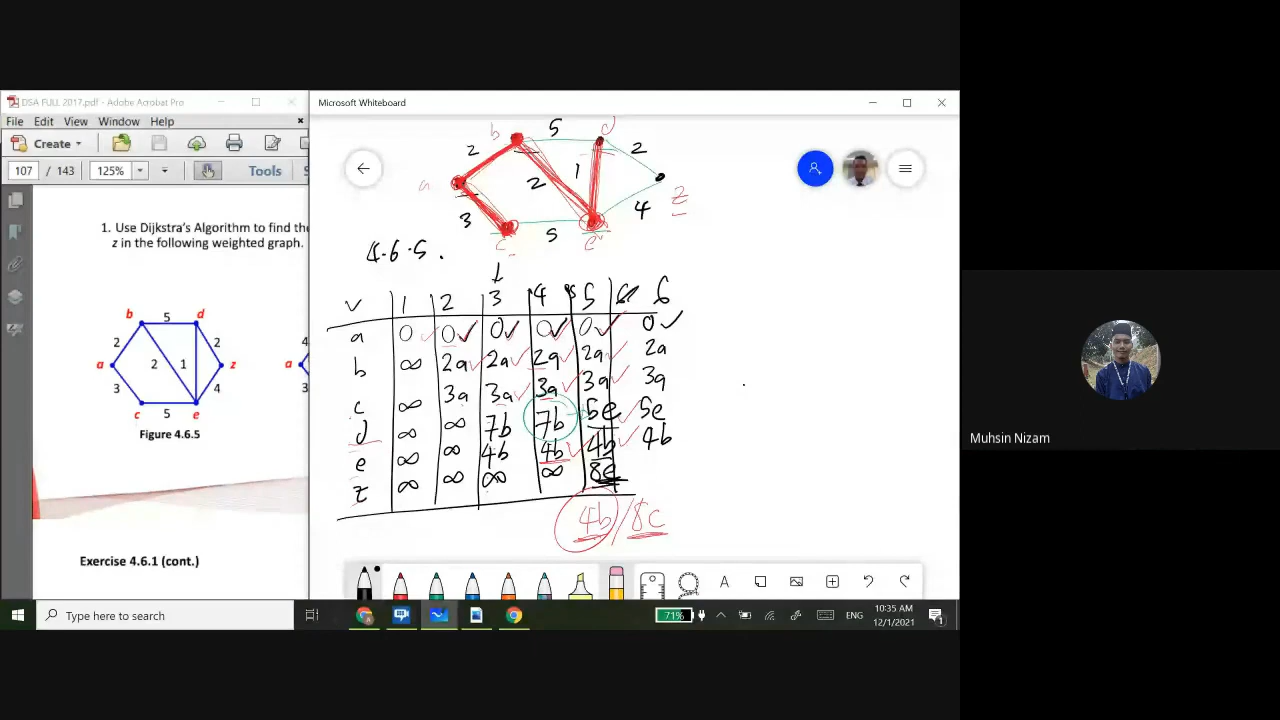 DSA FULL 2017.pdf - Adobe Acrobat Pro
File Edit View Window Help
Create
107 / 143 125% Tools
1. Use Dijkstra's Algorithm to find the
z in the following weighted graph.
b 5 d
2 2
a 2 1 z
3 4
c 5 e
4
a
3
Figure 4.6.5
Exercise 4.6.1 (cont.)
Microsoft Whiteboard
b 5 d
2 2
a 2 1
3 4 z
c 5 e
4.6.5.
v 1 2 3 4 5 6
a 0 0 0 0 0 0
b ∞ 2a 2a 2a 2a 2a
c ∞ 3a 3a 3a 3a 3a
d ∞ ∞ 7b 7b 5e 5e
e ∞ ∞ 4b 4b 4b 4b
z ∞ ∞ ∞ ∞ 8e
4b/8c
A
Type here to search
71%
ENG
10:35 AM
12/1/2021
1
Muhsin Nizam